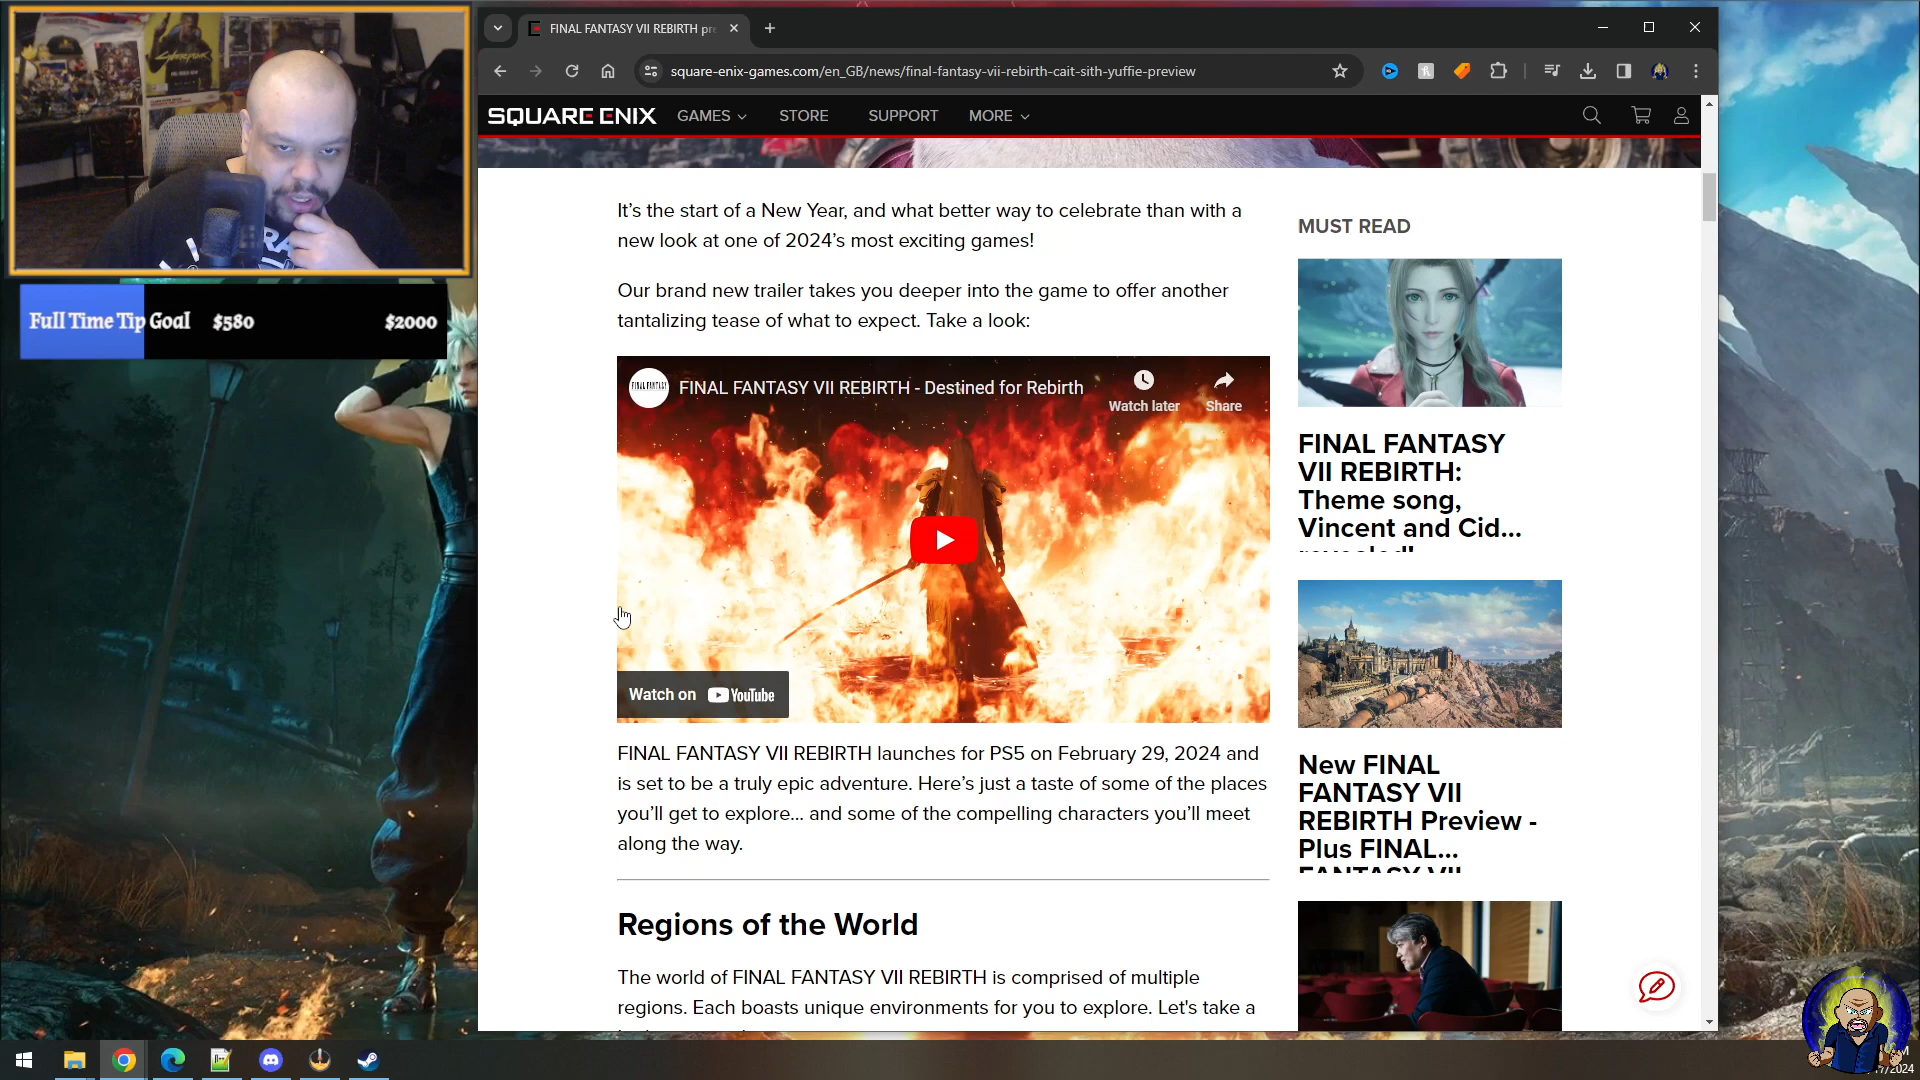 FINAL FANTASY VII REBIRTH pre
square-enix-games.com/en_GB/news/final-fantasy-vii-rebirth-cait-sith-yuffie-preview
SQUARE ENIX
GAMES
STORE
SUPPORT
MORE
Full Time Tip Goal $580 $2000
It’s the start of a New Year, and what better way to celebrate than with a
new look at one of 2024’s most exciting games!
Our brand new trailer takes you deeper into the game to offer another
tantalizing tease of what to expect. Take a look:
FINAL FANTASY
FINAL FANTASY VII REBIRTH - Destined for Rebirth
Watch later
Share
Watch on YouTube
FINAL FANTASY VII REBIRTH launches for PS5 on February 29, 2024 and
is set to be a truly epic adventure. Here’s just a taste of some of the places
you’ll get to explore... and some of the compelling characters you’ll meet
along the way.
Regions of the World
The world of FINAL FANTASY VII REBIRTH is comprised of multiple
regions. Each boasts unique environments for you to explore. Let's take a
MUST READ
FINAL FANTASY
VII REBIRTH:
Theme song,
Vincent and Cid...
revealed!
New FINAL
FANTASY VII
REBIRTH Preview -
Plus FINAL...
FANTASY VII